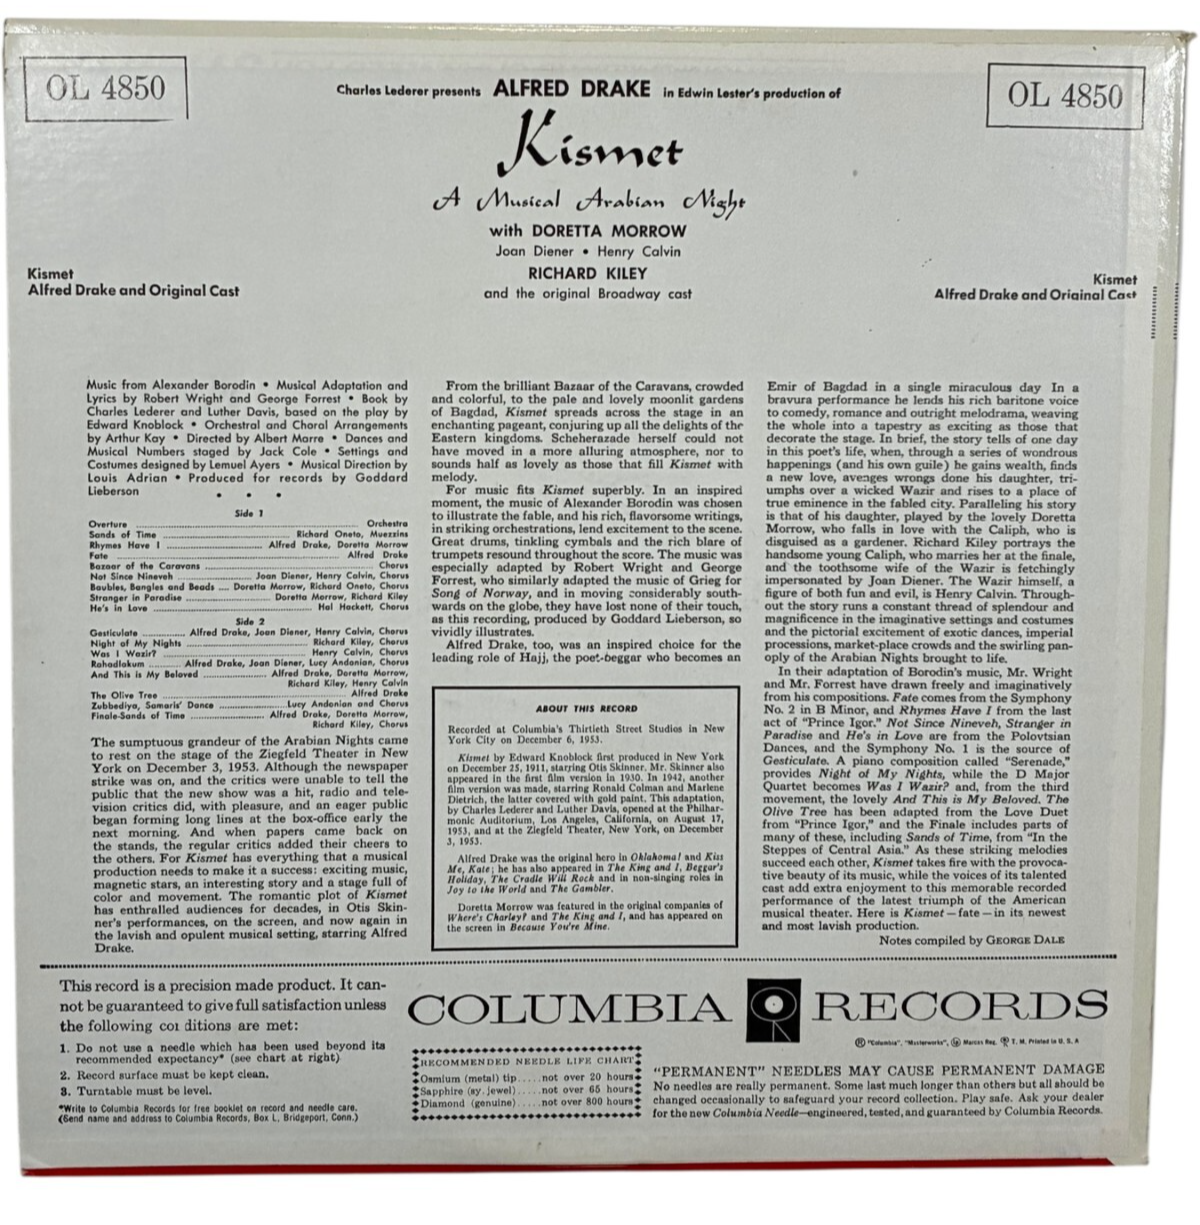 OL 4850
Charles Lederer presents ALFRED DRAKE in Edwin Lester's production of
OL 4850
Kismet
A Musical Arabian Night
with DORETTA MORROW
Joan Diener • Henry Calvin
RICHARD KILEY
and the original Broadway cast
Kismet
Alfred Drake and Original Cast
Kismet
Alfred Drake and Original Cast
Music from Alexander Borodin • Musical Adaptation and
Lyrics by Robert Wright and George Forrest • Book by
Charles Lederer and Luther Davis, based on the play by
Edward Knoblock • Orchestral and Choral Arrangements
by Arthur Kay • Directed by Albert Marre • Dances and
Musical Numbers staged by Jack Cole • Settings and
Costumes designed by Lemuel Ayers • Musical Direction by
Louis Adrian • Produced for records by Goddard
Lieberson • • •
Side 1
Overture ........ Orchestra
Sands of Time ........ Richard Oneto, Muezzins
Rhymes Have I ........ Alfred Drake, Doretta Morrow
Fate ........ Alfred Drake
Bazaar of the Caravans ........ Chorus
Not Since Nineveh ........ Joan Diener, Henry Calvin, Chorus
Baubles, Bangles and Beads .... Doretta Morrow, Richard Oneto, Chorus
Stranger in Paradise ........ Doretta Morrow, Richard Kiley
He's in Love ........ Hal Hackett, Chorus
Side 2
Gesticulate ........ Alfred Drake, Joan Diener, Henry Calvin, Chorus
Night of My Nights ........ Richard Kiley, Chorus
Was I Wazir? ........ Henry Calvin, Chorus
Rahadlakum ........ Alfred Drake, Joan Diener, Lucy Andonian, Chorus
And This is My Beloved ........ Alfred Drake, Doretta Morrow,
Richard Kiley, Henry Calvin
The Olive Tree ........ Alfred Drake
Zubbediya, Samaris' Dance ........ Lucy Andonian and Chorus
Finale-Sands of Time ........ Alfred Drake, Doretta Morrow,
Richard Kiley, Chorus
The sumptuous grandeur of the Arabian Nights came
to rest on the stage of the Ziegfeld Theater in New
York on December 3, 1953. Although the newspaper
strike was on, and the critics were unable to tell the
public that the new show was a hit, radio and tele-
vision critics did, with pleasure, and an eager public
began forming long lines at the box-office early the
next morning. And when papers came back on
the stands, the regular critics added their cheers to
the others. For Kismet has everything that a musical
production needs to make it a success: exciting music,
magnetic stars, an interesting story and a stage full of
color and movement. The romantic plot of Kismet
has enthralled audiences for decades, in Otis Skin-
ner's performances, on the screen, and now again in
the lavish and opulent musical setting, starring Alfred
Drake.
From the brilliant Bazaar of the Caravans, crowded
and colorful, to the pale and lovely moonlit gardens
of Bagdad, Kismet spreads across the stage in an
enchanting pageant, conjuring up all the delights of the
Eastern kingdoms. Scheherazade herself could not
have moved in a more alluring atmosphere, nor to
sounds half as lovely as those that fill Kismet with
melody.
For music fits Kismet superbly. In an inspired
moment, the music of Alexander Borodin was chosen
to illustrate the fable, and his rich, flavorsome writings,
in striking orchestrations, lend excitement to the scene.
Great drums, tinkling cymbals and the rich blare of
trumpets resound throughout the score. The music was
especially adapted by Robert Wright and George
Forrest, who similarly adapted the music of Grieg for
Song of Norway, and in moving considerably south-
wards on the globe, they have lost none of their touch,
as this recording, produced by Goddard Lieberson, so
vividly illustrates.
Alfred Drake, too, was an inspired choice for the
leading role of Hajj, the poet-beggar who becomes an
ABOUT THIS RECORD
Recorded at Columbia's Thirtieth Street Studios in New
York City on December 6, 1953.
Kismet by Edward Knoblock first produced in New York
on December 25, 1911, starring Otis Skinner. Mr. Skinner also
appeared in the first film version in 1930. In 1942, another
film version was made, starring Ronald Colman and Marlene
Dietrich, the latter covered with gold paint. This adaptation,
by Charles Lederer and Luther Davis, opened at the Philhar-
monic Auditorium, Los Angeles, California, on August 17,
1953, and at the Ziegfeld Theater, New York, on December
3, 1953.
Alfred Drake was the original hero in Oklahoma! and Kiss
Me, Kate; he has also appeared in The King and I, Beggar's
Holiday, The Cradle Will Rock and in non-singing roles in
Joy to the World and The Gambler.
Doretta Morrow was featured in the original companies of
Where's Charley? and The King and I, and has appeared on
the screen in Because You're Mine.
Emir of Bagdad in a single miraculous day In a
bravura performance he lends his rich baritone voice
to comedy, romance and outright melodrama, weaving
the whole into a tapestry as exciting as those that
decorate the stage. In brief, the story tells of one day
in this poet's life, when, through a series of wondrous
happenings (and his own guile) he gains wealth, finds
a new love, avenges wrongs done his daughter, tri-
umphs over a wicked Wazir and rises to a place of
true eminence in the fabled city. Paralleling his story
is that of his daughter, played by the lovely Doretta
Morrow, who falls in love with the Caliph, who is
disguised as a gardener. Richard Kiley portrays the
handsome young Caliph, who marries her at the finale,
and the toothsome wife of the Wazir is fetchingly
impersonated by Joan Diener. The Wazir himself, a
figure of both fun and evil, is Henry Calvin. Through-
out the story runs a constant thread of splendour and
magnificence in the imaginative settings and costumes
and the pictorial excitement of exotic dances, imperial
processions, market-place crowds and the swirling pan-
oply of the Arabian Nights brought to life.
In their adaptation of Borodin's music, Mr. Wright
and Mr. Forrest have drawn freely and imaginatively
from his compositions. Fate comes from the Symphony
No. 2 in B Minor, and Rhymes Have I from the last
act of "Prince Igor." Not Since Nineveh, Stranger in
Paradise and He's in Love are from the Polovtsian
Dances, and the Symphony No. 1 is the source of
Gesticulate. A piano composition called "Serenade,"
provides Night of My Nights, while the D Major
Quartet becomes Was I Wazir? and, from the third
movement, the lovely And This is My Beloved. The
Olive Tree has been adapted from the Love Duet
from "Prince Igor," and the Finale includes parts of
many of these, including Sands of Time, from "In the
Steppes of Central Asia." As these striking melodies
succeed each other, Kismet takes fire with the provoca-
tive beauty of its music, while the voices of its talented
cast add extra enjoyment to this memorable recorded
performance of the latest triumph of the American
musical theater. Here is Kismet — fate — in its newest
and most lavish production.
Notes compiled by GEORGE DALE
This record is a precision made product. It can-
not be guaranteed to give full satisfaction unless
the following co ditions are met:
1. Do not use a needle which has been used beyond its
recommended expectancy* (see chart at right)
2. Record surface must be kept clean.
3. Turntable must be level.
*Write to Columbia Records for free booklet on record and needle care.
(Send name and address to Columbia Records, Box L, Bridgeport, Conn.)
COLUMBIA RECORDS
® "Columbia", "Masterworks", Marcas Reg. T. M. Printed in U. S. A
RECOMMENDED NEEDLE LIFE CHART
Osmium (metal) tip.....not over 20 hours
Sapphire (sy. jewel).....not over 65 hours
Diamond (genuine).....not over 800 hours
"PERMANENT" NEEDLES MAY CAUSE PERMANENT DAMAGE
No needles are really permanent. Some last much longer than others but all should be
changed occasionally to safeguard your record collection. Play safe. Ask your dealer
for the new Columbia Needle—engineered, tested, and guaranteed by Columbia Records.